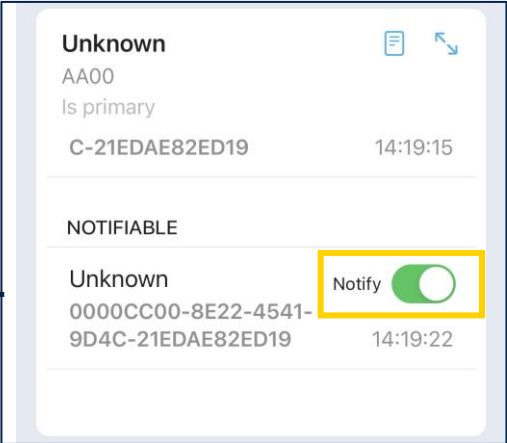 Unknown
AA00
Is primary
C-21EDAE82ED19 14:19:15
NOTIFIABLE
Unknown Notify
0000CC00-8E22-4541-
9D4C-21EDAE82ED19 14:19:22